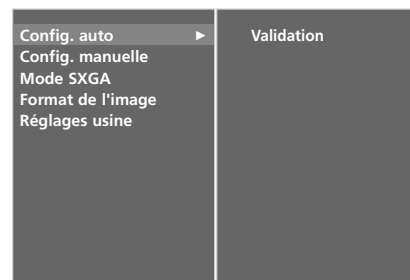 Config. auto ►
Validation
Config. manuelle
Mode SXGA
Format de l'image
Réglages usine